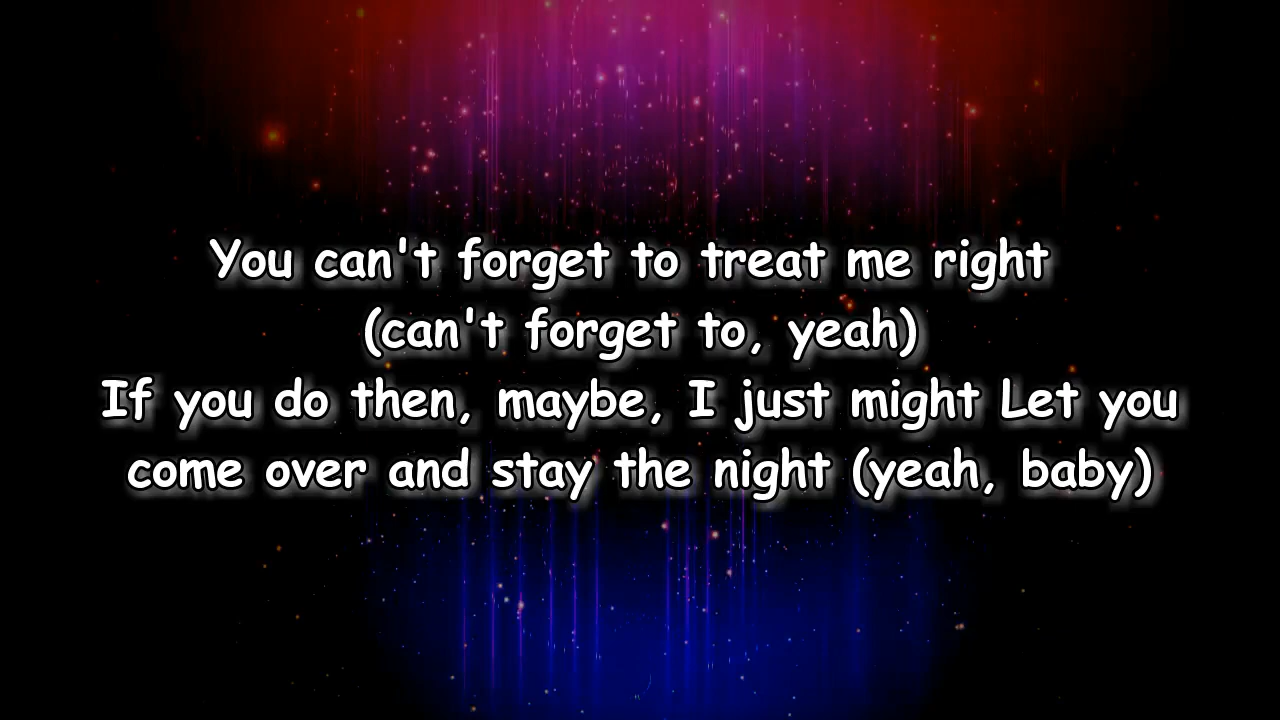 You can't forget to treat me right
(can't forget to, yeah)
If you do then, maybe, I just might Let you
come over and stay the night (yeah, baby)